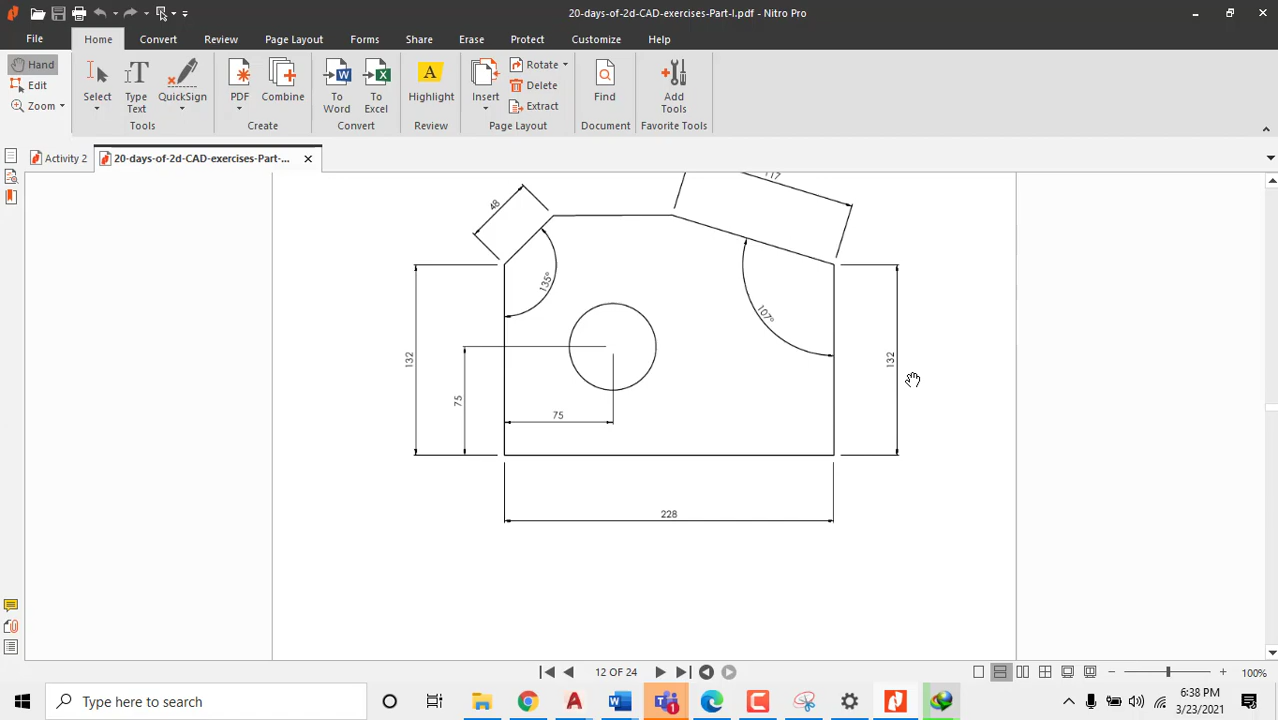 20-days-of-2d-CAD-exercises-Part-I.pdf - Nitro Pro
File Home Convert Review Page Layout Forms Share Erase Protect Customize Help
Hand
Edit
Zoom
Select
Type Text
QuickSign
Tools
PDF
Combine
Create
To Word
To Excel
Convert
Highlight
Review
Insert
Rotate
Delete
Extract
Page Layout
Find
Document
Add Tools
Favorite Tools
Activity 2
20-days-of-2d-CAD-exercises-Part-...
117
48
135°
107°
132
132
75
75
228
12 OF 24
100%
Type here to search
6:38 PM
3/23/2021